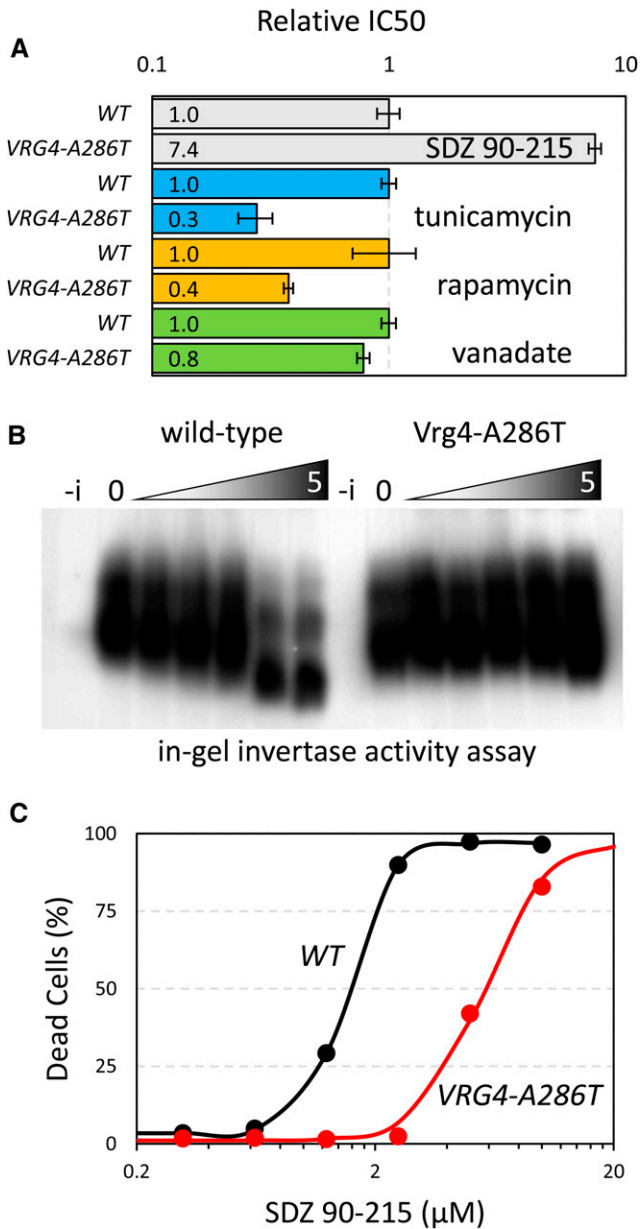 Relative IC50
A
0.1 1 10
WT 1.0
VRG4-A286T 7.4 SDZ 90-215
WT 1.0
VRG4-A286T 0.3 tunicamycin
WT 1.0
VRG4-A286T 0.4 rapamycin
WT 1.0
VRG4-A286T 0.8 vanadate
B
wild-type Vrg4-A286T
-i 0 5 -i 0 5
in-gel invertase activity assay
C
100
75
50
25
0
Dead Cells (%)
WT
VRG4-A286T
0.2 2 20
SDZ 90-215 (μM)